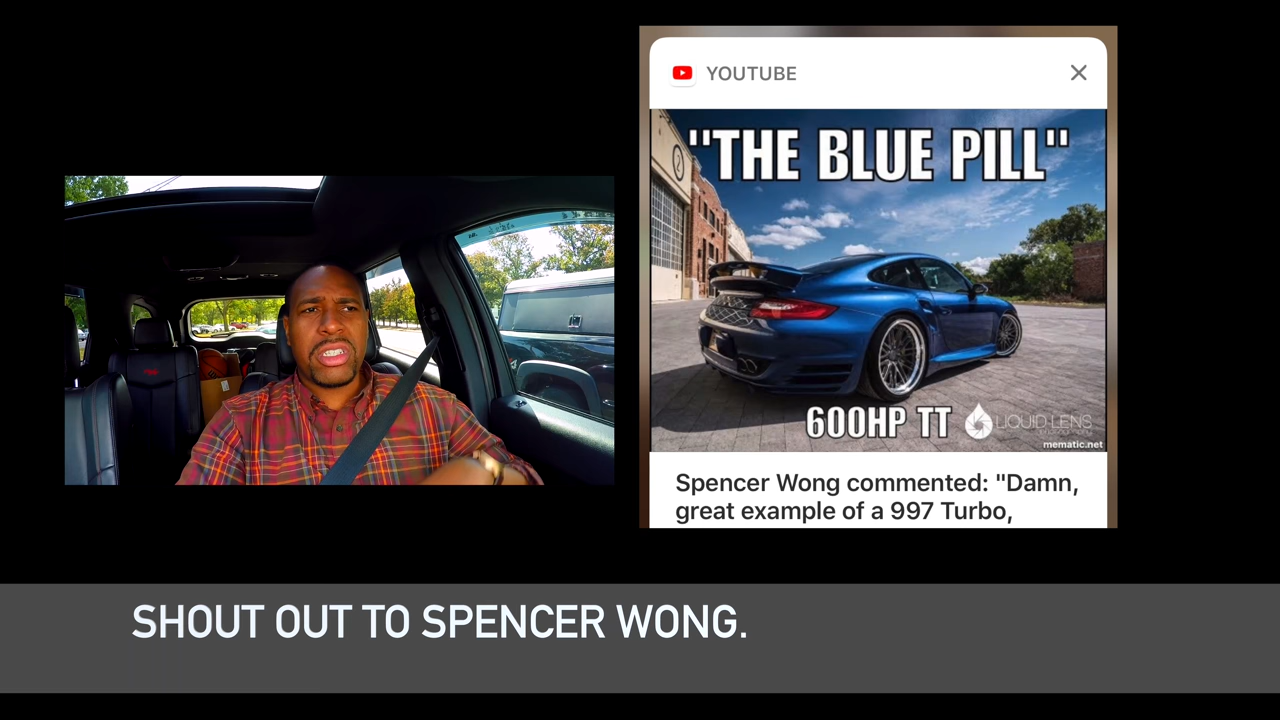 YOUTUBE
"THE BLUE PILL"
600HP TT
LIQUID LENS
mematic.net
Spencer Wong commented: "Damn,
great example of a 997 Turbo,
SHOUT OUT TO SPENCER WONG.